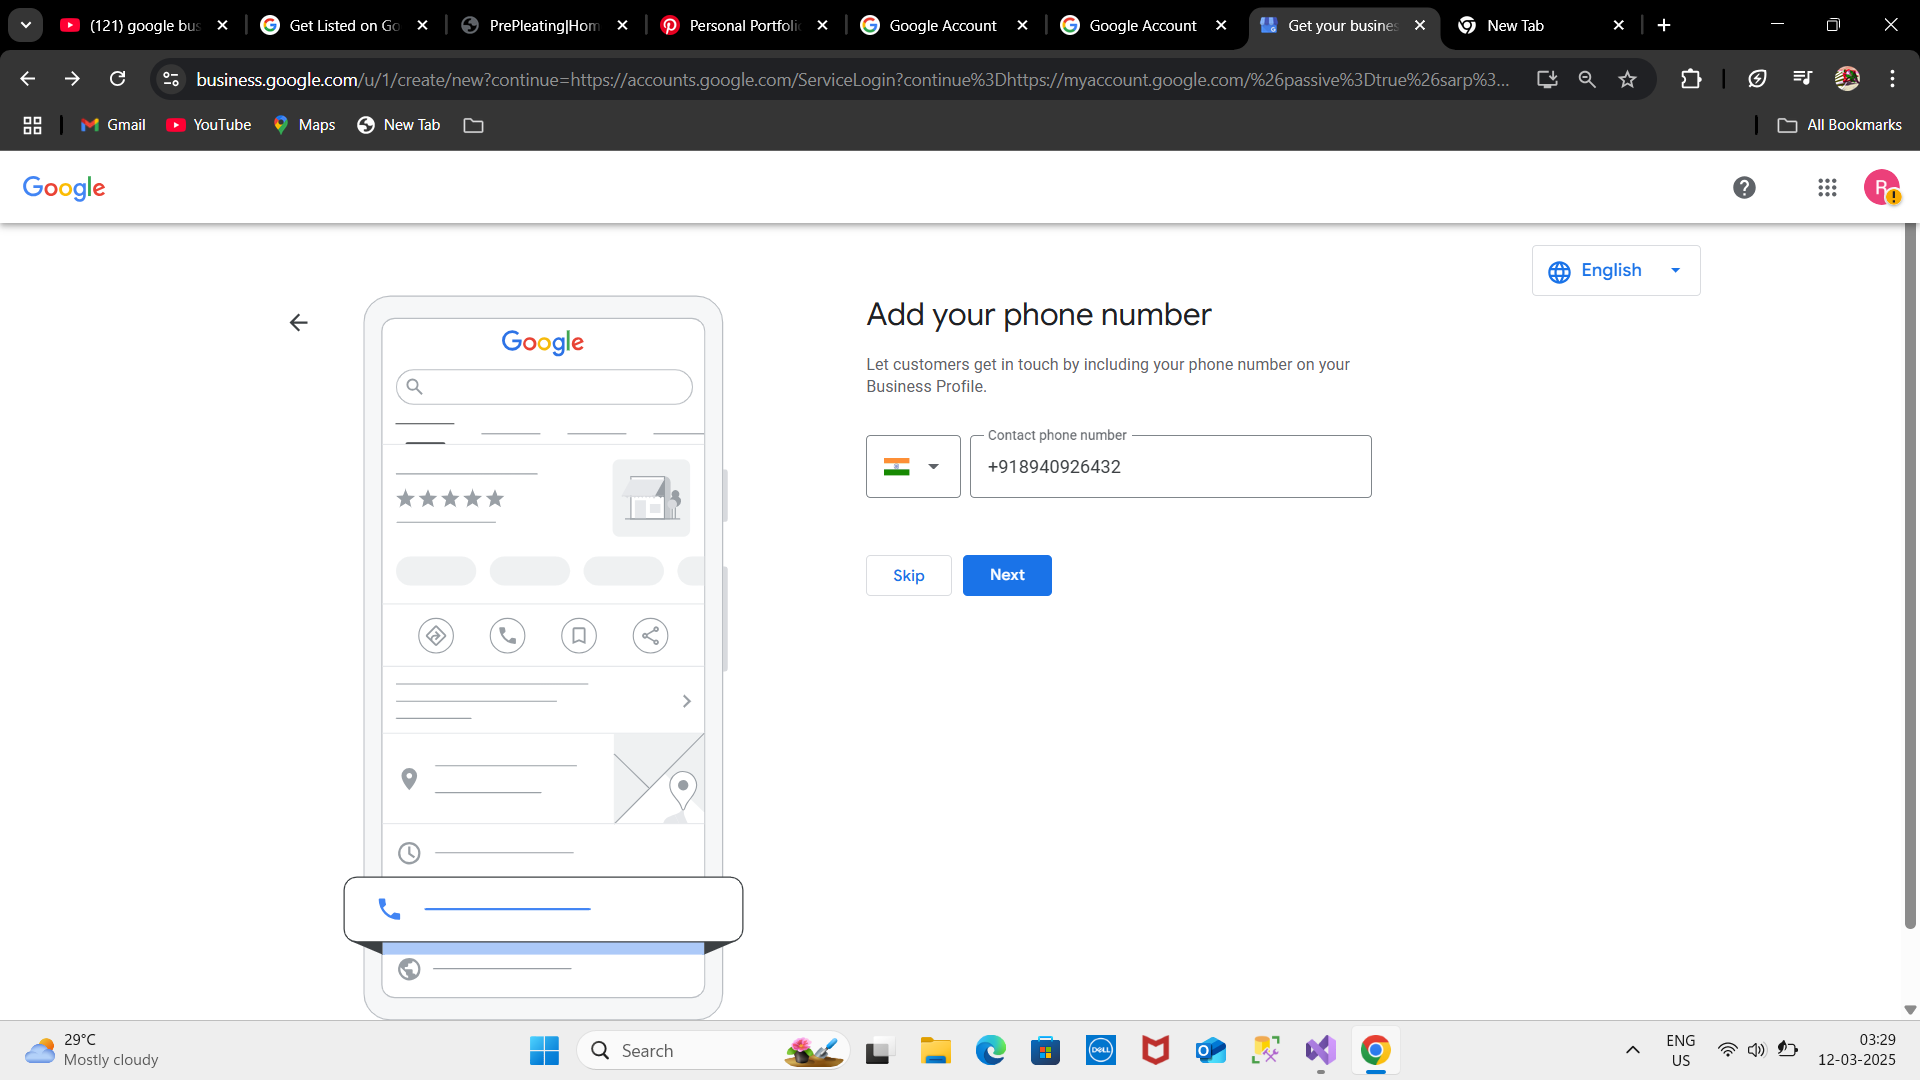 (121) google bus
Get Listed on Go
PrePleating|Hom
Personal Portfolio
Google Account
Google Account
Get your business
New Tab
business.google.com/u/1/create/new?continue=https://accounts.google.com/ServiceLogin?continue%3Dhttps://myaccount.google.com/%26passive%3Dtrue%26sarp%3...
Gmail
YouTube
Maps
New Tab
All Bookmarks
Google
R
English
Google
Add your phone number
Let customers get in touch by including your phone number on your
Business Profile.
Contact phone number
+918940926432
Skip
Next
29°C
Mostly cloudy
Search
DELL
ENG
US
03:29
12-03-2025